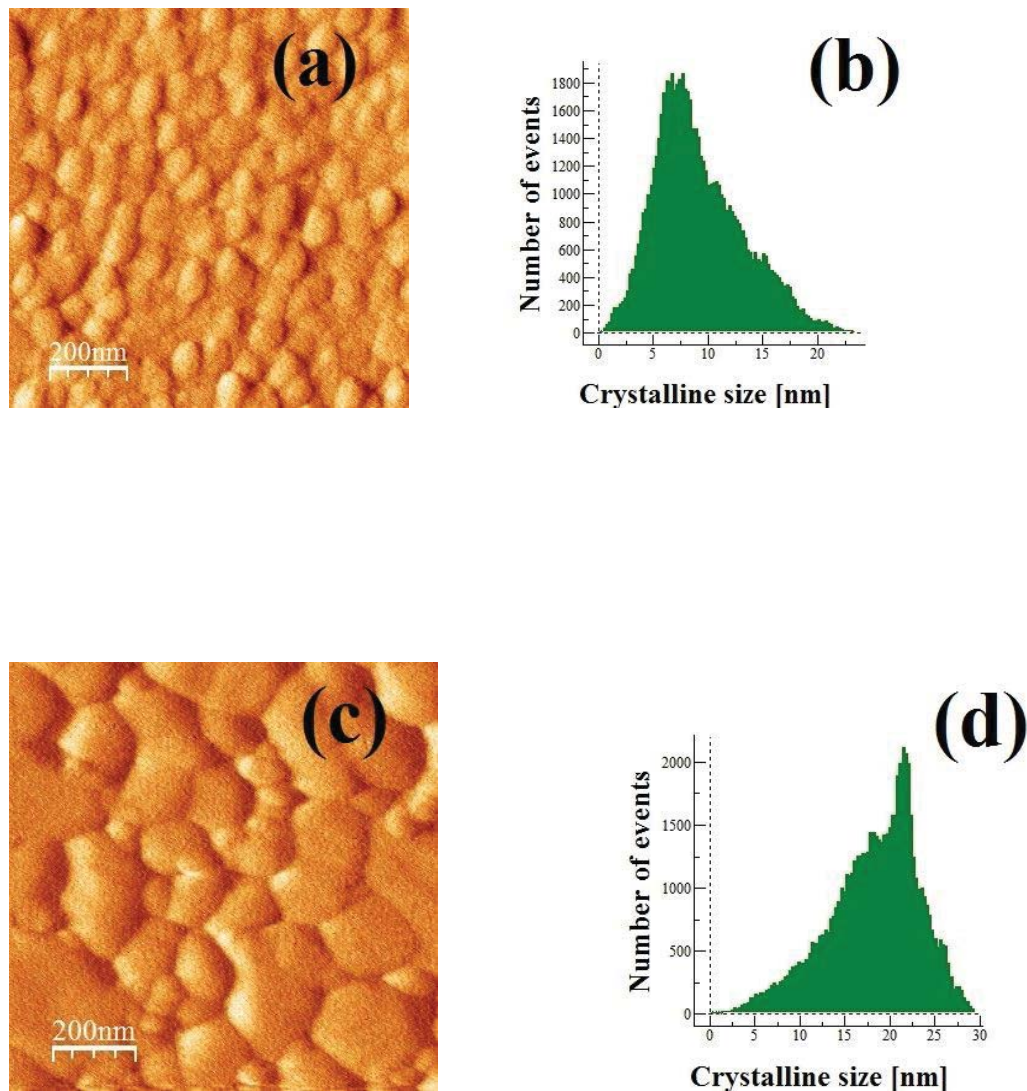 (a)
200nm
(b)
Number of events
1800
1600
1400
1200
1000
800
600
400
200
0
0 5 10 15 20
Crystalline size [nm]
(c)
200nm
(d)
Number of events
2000
1500
1000
500
0
0 5 10 15 20 25 30
Crystalline size [nm]